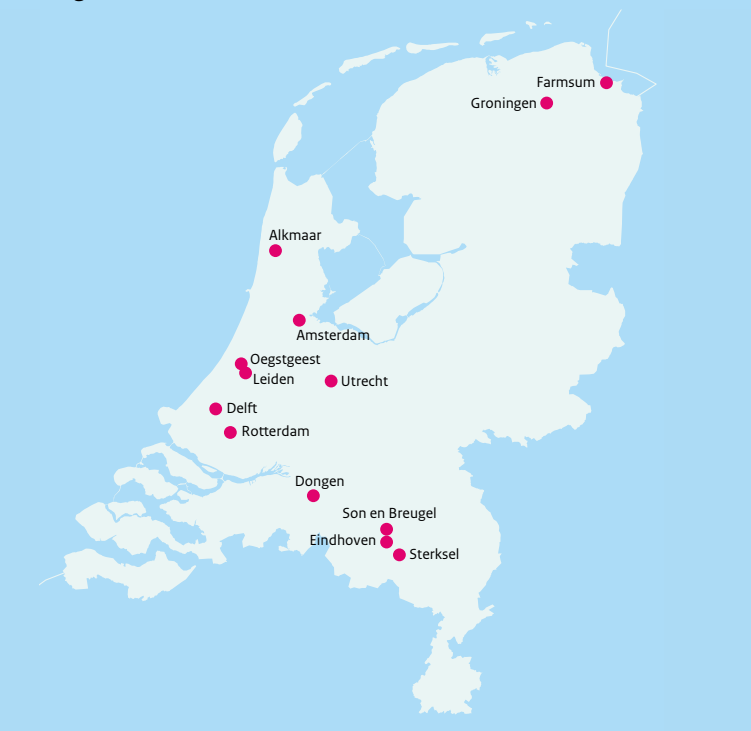 Farmsum
Groningen
Alkmaar
Amsterdam
Oegstgeest
Leiden
Utrecht
Delft
Rotterdam
Dongen
Son en Breugel
Eindhoven
Sterksel